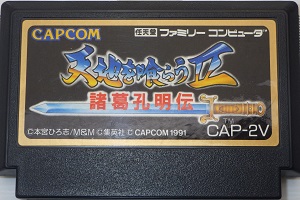 CAPCOM
任天堂 ファミリー コンピュータ
天地を喰らうII
諸葛孔明伝
TM
©本宮ひろ志/M&M ©集英社 ©CAPCOM 1991
CAP-2V